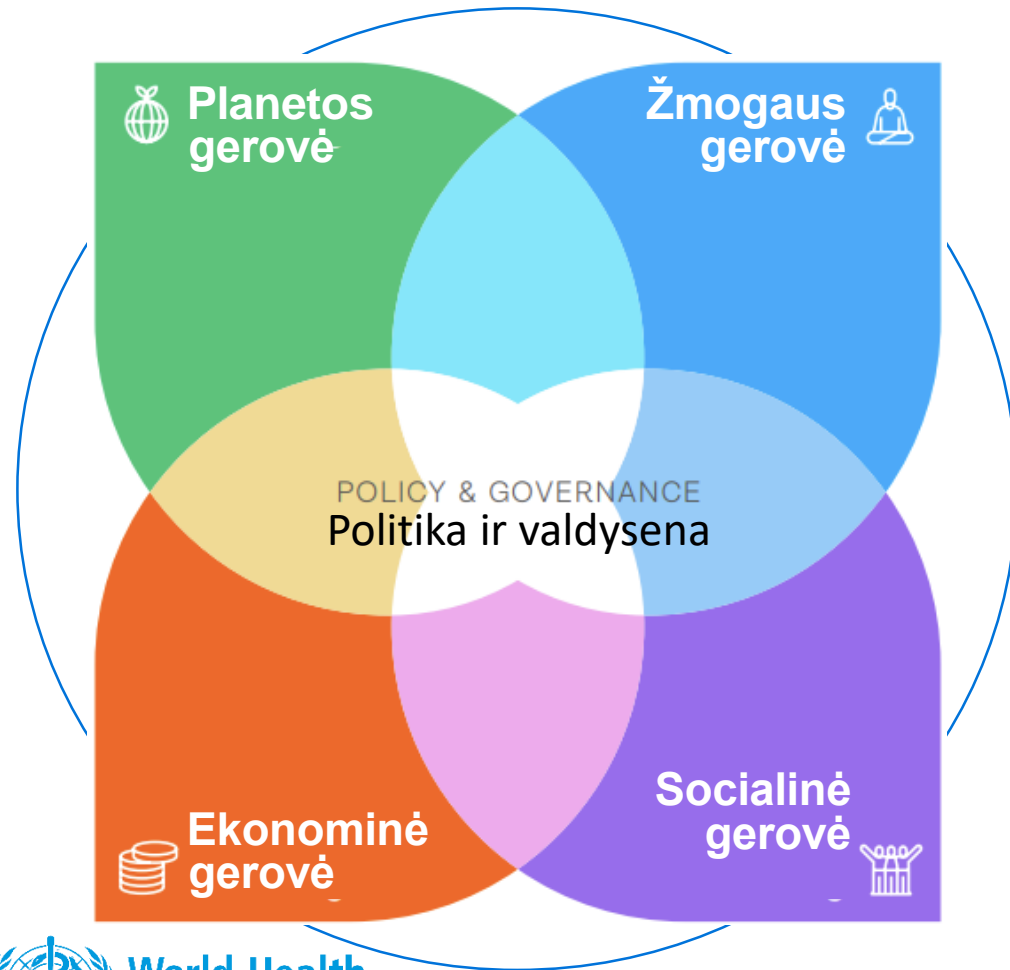 Planetos
gerovė
Žmogaus
gerovė
POLICY & GOVERNANCE
Politika ir valdysena
Ekonominė
gerovė
Socialinė
gerovė
World Health